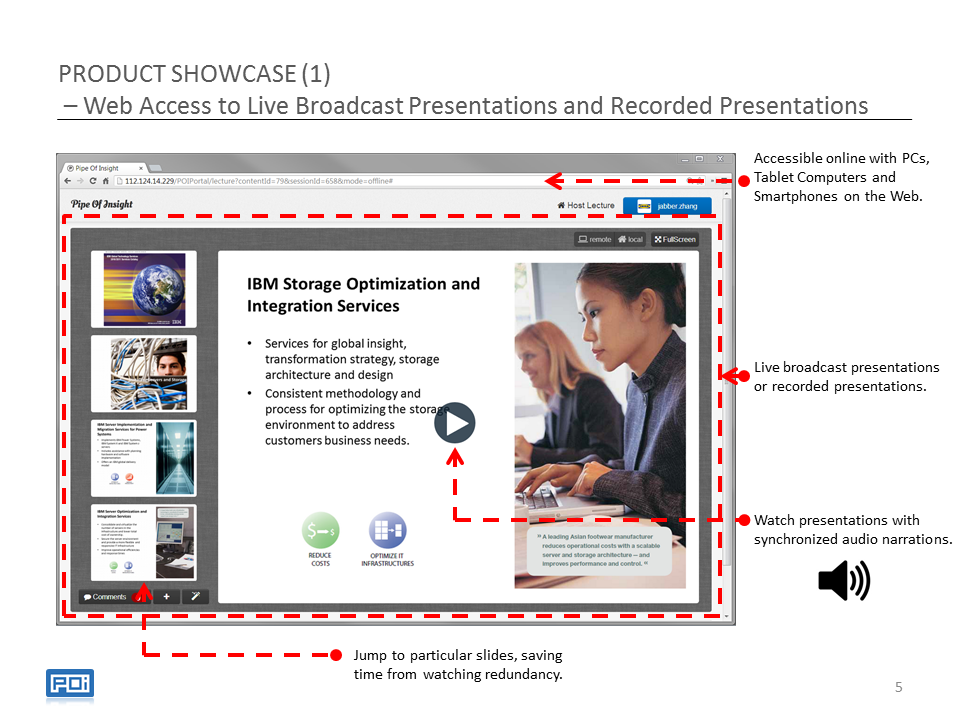 PRODUCT SHOWCASE (1)
– Web Access to Live Broadcast Presentations and Recorded Presentations
Pipe Of Insight
112.124.14.229/POIPortal/lecture?contentId=79&sessionId=658&mode=offline#
Accessible online with PCs,
Tablet Computers and
Smartphones on the Web.
Pipe Of Insight
Host Lecture
jabber.zhang
remote
local
FullScreen
IBM Storage Optimization and
Integration Services
• Services for global insight,
transformation strategy, storage
architecture and design
• Consistent methodology and
process for optimizing the storage
environment to address
customers business needs.
REDUCE
COSTS
OPTIMIZE IT
INFRASTRUCTURES
" A leading Asian footwear manufacturer
reduces operational costs with a scalable
server and storage architecture – and
improves performance and control. "
IBM Server Implementation and
Migration Services for Power
Systems
IBM Server Optimization and
Integration Services
Comments
Live broadcast presentations
or recorded presentations.
Watch presentations with
synchronized audio narrations.
Jump to particular slides, saving
time from watching redundancy.
POi
5